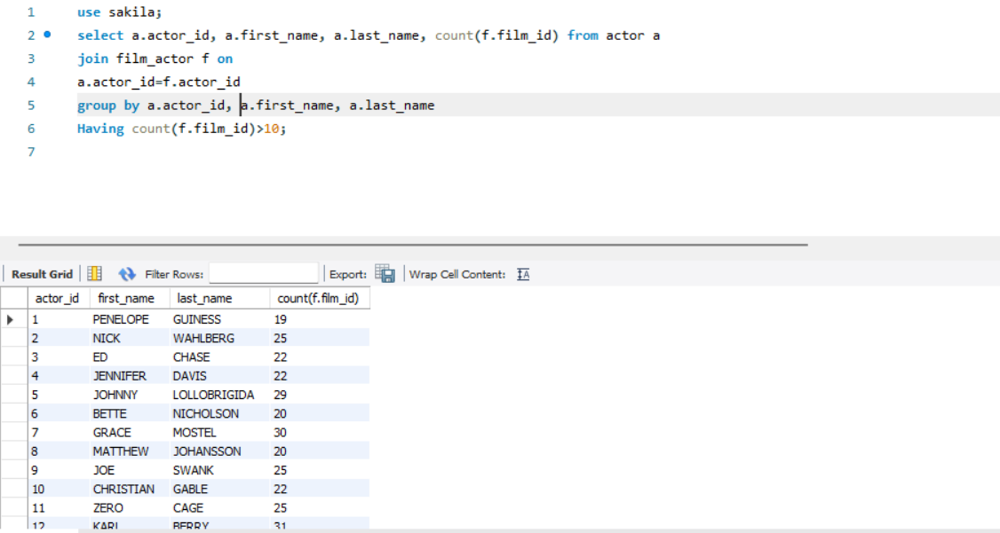 1 use sakila;
2 select a.actor_id, a.first_name, a.last_name, count(f.film_id) from actor a
3 join film_actor f on
4 a.actor_id=f.actor_id
5 group by a.actor_id, a.first_name, a.last_name
6 Having count(f.film_id)>10;
7
Result Grid Filter Rows: Export: Wrap Cell Content: IA
actor_id first_name last_name count(f.film_id)
1 PENELOPE GUINESS 19
2 NICK WAHLBERG 25
3 ED CHASE 22
4 JENNIFER DAVIS 22
5 JOHNNY LOLLOBRIGIDA 29
6 BETTE NICHOLSON 20
7 GRACE MOSTEL 30
8 MATTHEW JOHANSSON 20
9 JOE SWANK 25
10 CHRISTIAN GABLE 22
11 ZERO CAGE 25
12 KARL BERRY 31